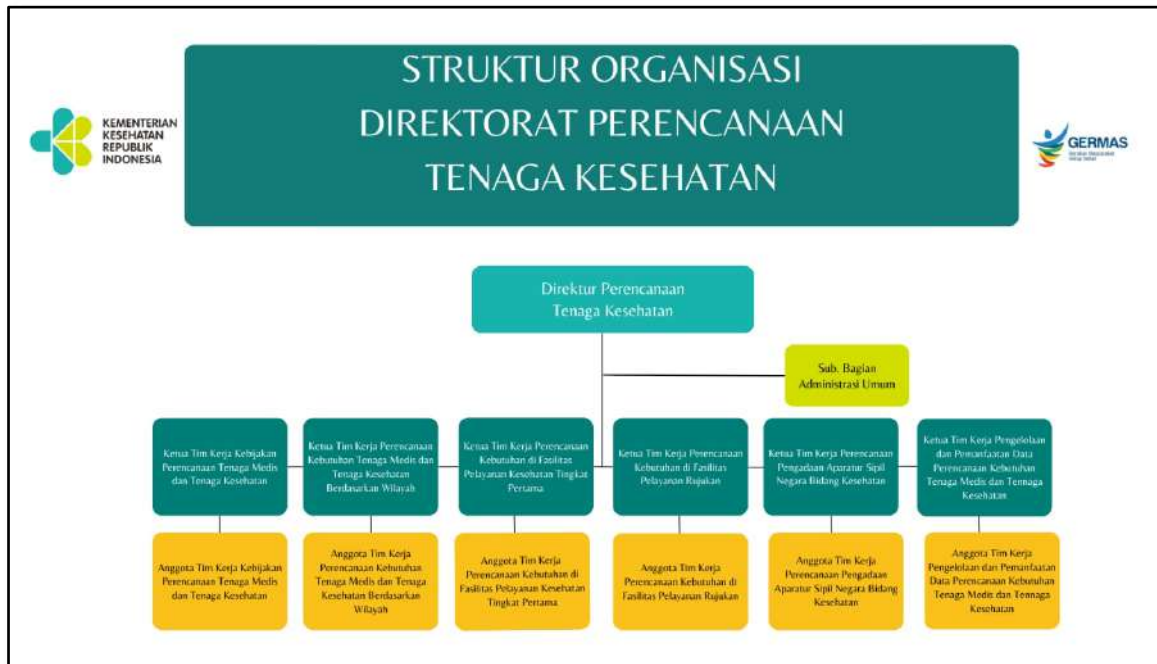 STRUKTUR ORGANISASI
DIREKTORAT PERENCANAAN
TENAGA KESEHATAN
KEMENTERIAN
KESEHATAN
REPUBLIK
INDONESIA
GERMAS
Direktur Perencanaan
Tenaga Kesehatan
Sub. Bagian
Administrasi Umum
Ketua Tim Kerja Kebijakan
Perencanaan Tenaga Medis
dan Tenaga Kesehatan
Ketua Tim Kerja Perencanaan
Kebutuhan Tenaga Medis dan
Tenaga Kesehatan
Berdasarkan Wilayah
Ketua Tim Kerja Perencanaan
Kebutuhan di Fasilitas
Pelayanan Kesehatan Tingkat
Pertama
Ketua Tim Kerja Perencanaan
Kebutuhan di Fasilitas
Pelayanan Rujukan
Ketua Tim Kerja Perencanaan
Pengadaan Aparatur Sipil
Negara Bidang Kesehatan
Ketua Tim Kerja Pengelolaan
dan Pemanfaatan Data
Perencanaan Kebutuhan
Tenaga Medis dan Tennaga
Kesehatan
Anggota Tim Kerja Kebijakan
Perencanaan Tenaga Medis
dan Tenaga Kesehatan
Anggota Tim Kerja
Perencanaan Kebutuhan
Tenaga Medis dan Tenaga
Kesehatan Berdasarkan
Wilayah
Anggota Tim Kerja
Perencanaan Kebutuhan di
Fasilitas Pelayanan Kesehatan
Tingkat Pertama
Anggota Tim Kerja
Perencanaan Kebutuhan di
Fasilitas Pelayanan Rujukan
Anggota Tim Kerja
Perencanaan Pengadaan
Aparatur Sipil Negara Bidang
Kesehatan
Anggota Tim Kerja
Pengelolaan dan Pemanfaatan
Data Perencanaan Kebutuhan
Tenaga Medis dan Tennaga
Kesehatan